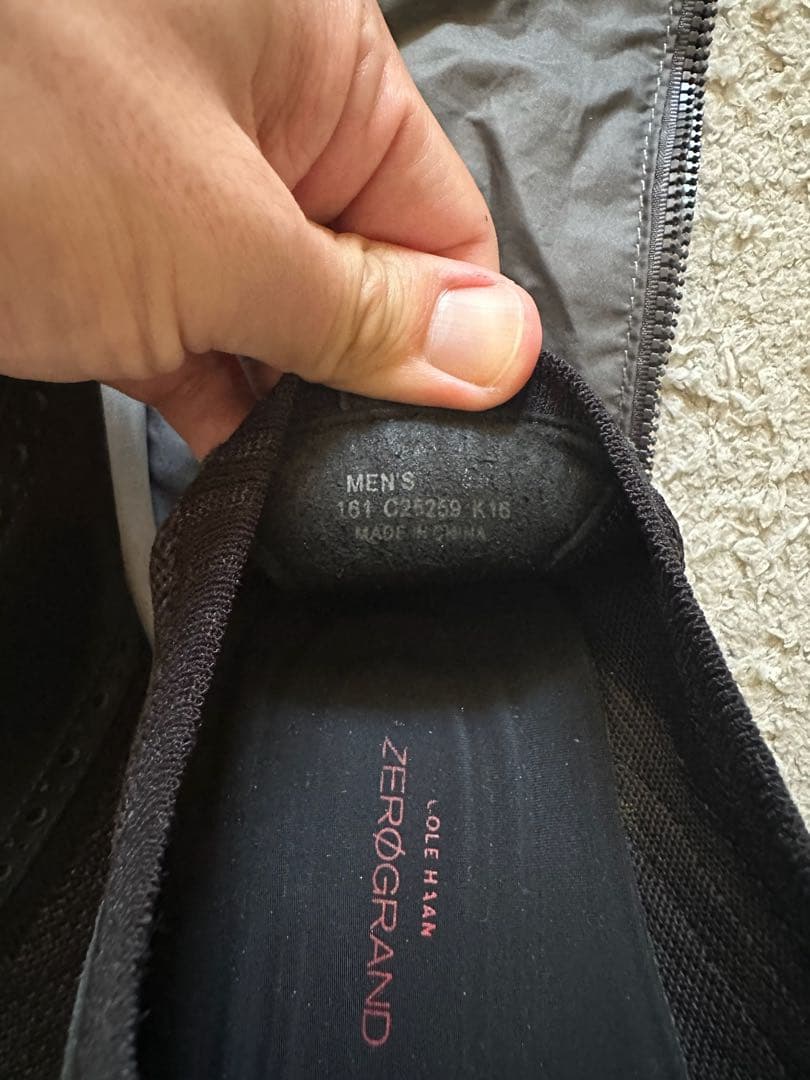 MEN'S
161 C25259 K16
MADE IN CHINA
COLE HAAN
ZERØGRAND